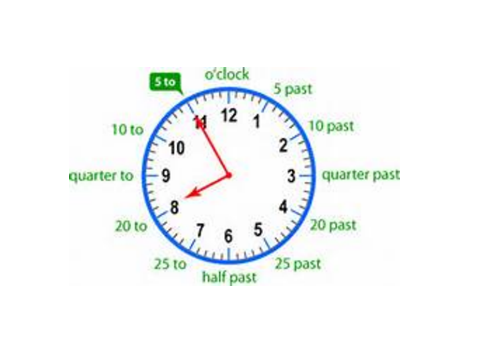 o'clock
5 to
5 past
10 to
10 past
quarter to
quarter past
20 to
20 past
25 to
25 past
half past
12
11
1
10
2
9
3
8
4
7
5
6